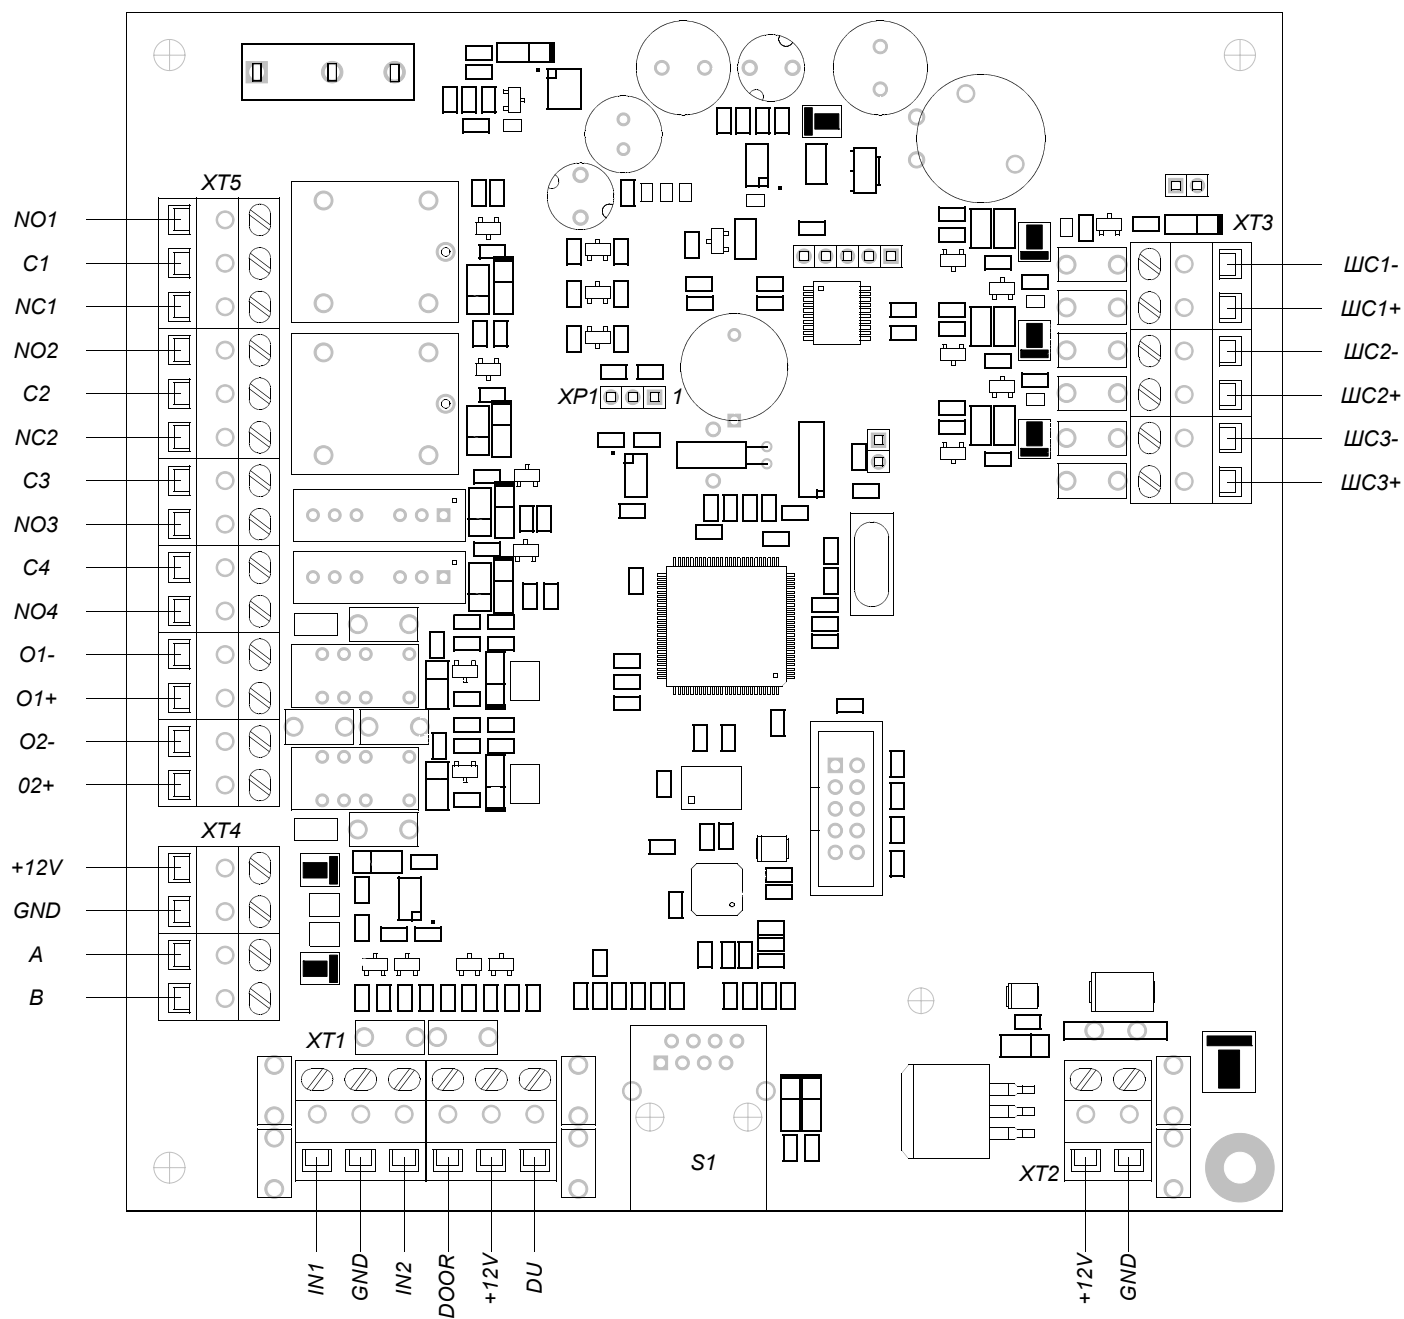 XT5
NO1
C1
NC1
NO2
C2
NC2
C3
NO3
C4
NO4
O1-
O1+
O2-
02+
XT4
+12V
GND
A
B
XP1
1
XT3
ШС1-
ШС1+
ШС2-
ШС2+
ШС3-
ШС3+
XT1
IN1
GND
IN2
DOOR
+12V
DU
S1
XT2
+12V
GND